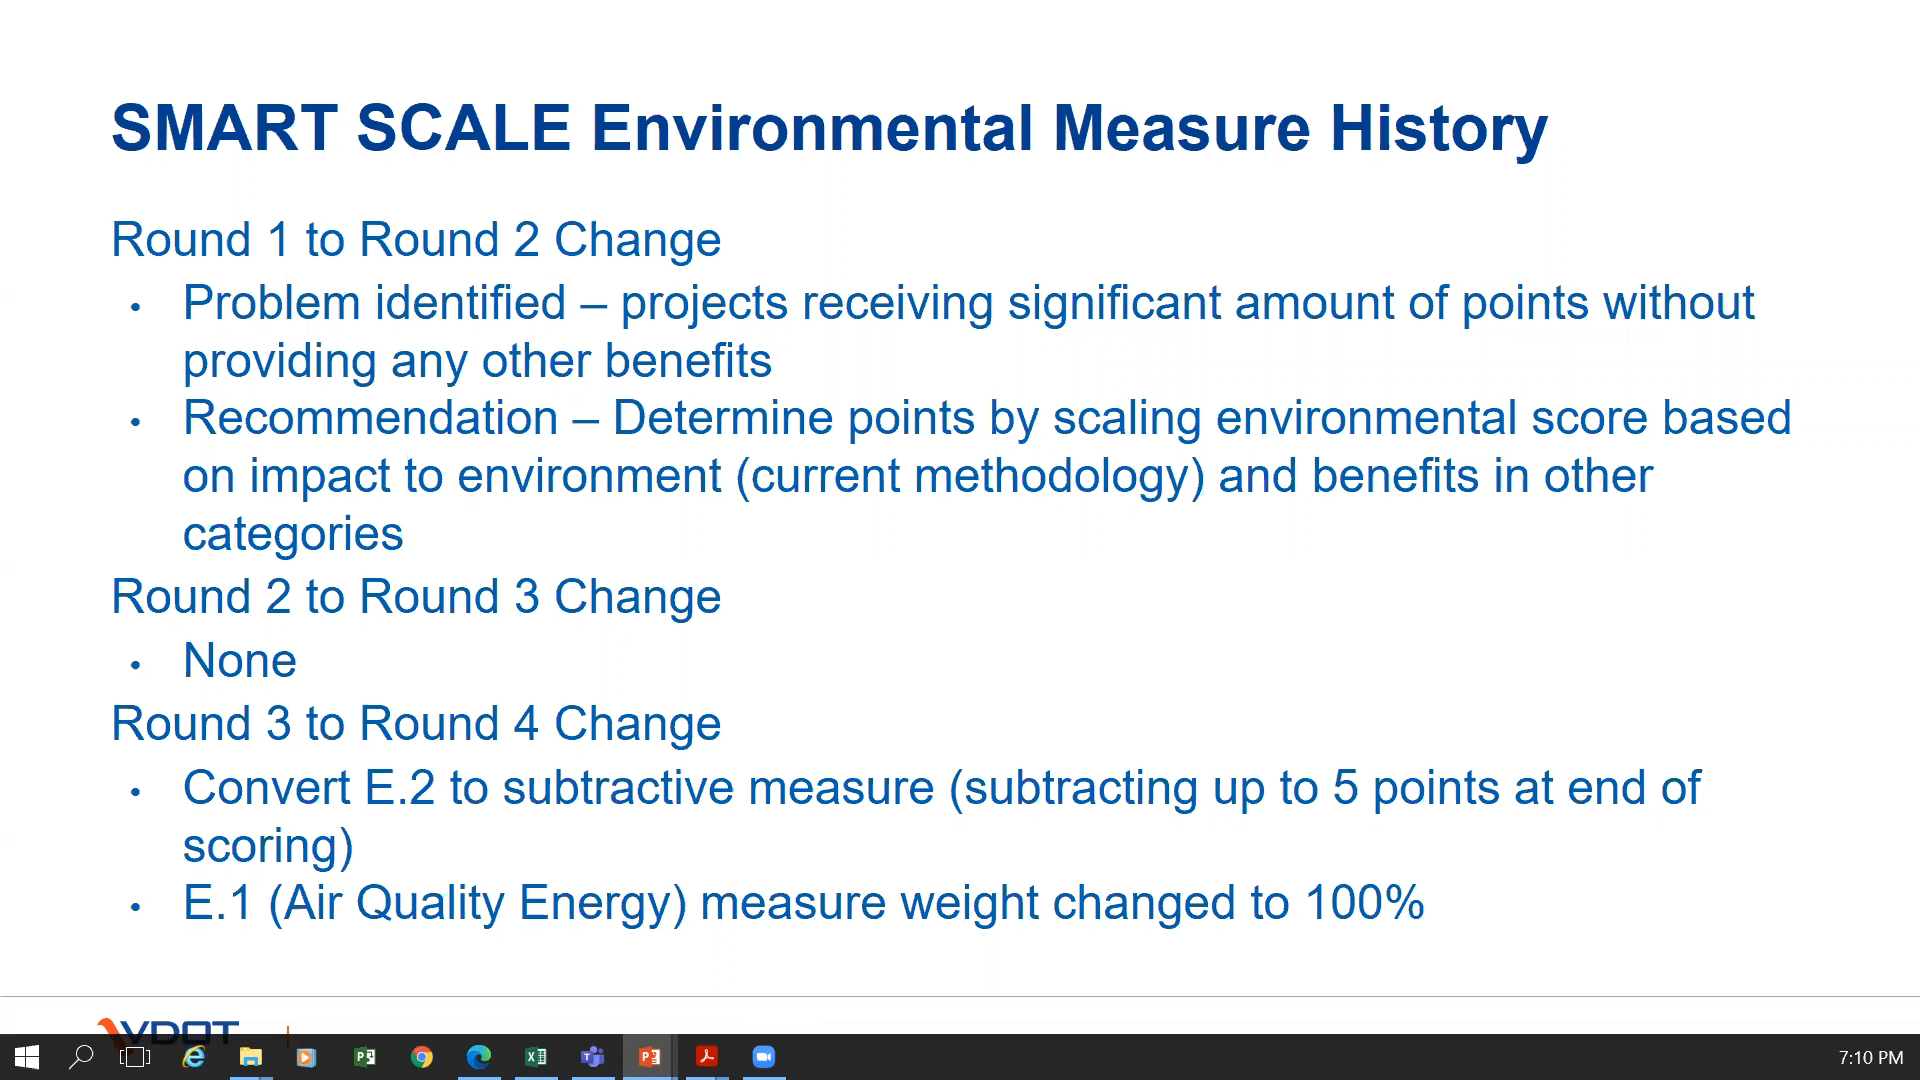 SMART SCALE Environmental Measure History
Round 1 to Round 2 Change
• Problem identified – projects receiving significant amount of points without
providing any other benefits
• Recommendation – Determine points by scaling environmental score based
on impact to environment (current methodology) and benefits in other
categories
Round 2 to Round 3 Change
• None
Round 3 to Round 4 Change
• Convert E.2 to subtractive measure (subtracting up to 5 points at end of
scoring)
• E.1 (Air Quality Energy) measure weight changed to 100%
VDOT
7:10 PM